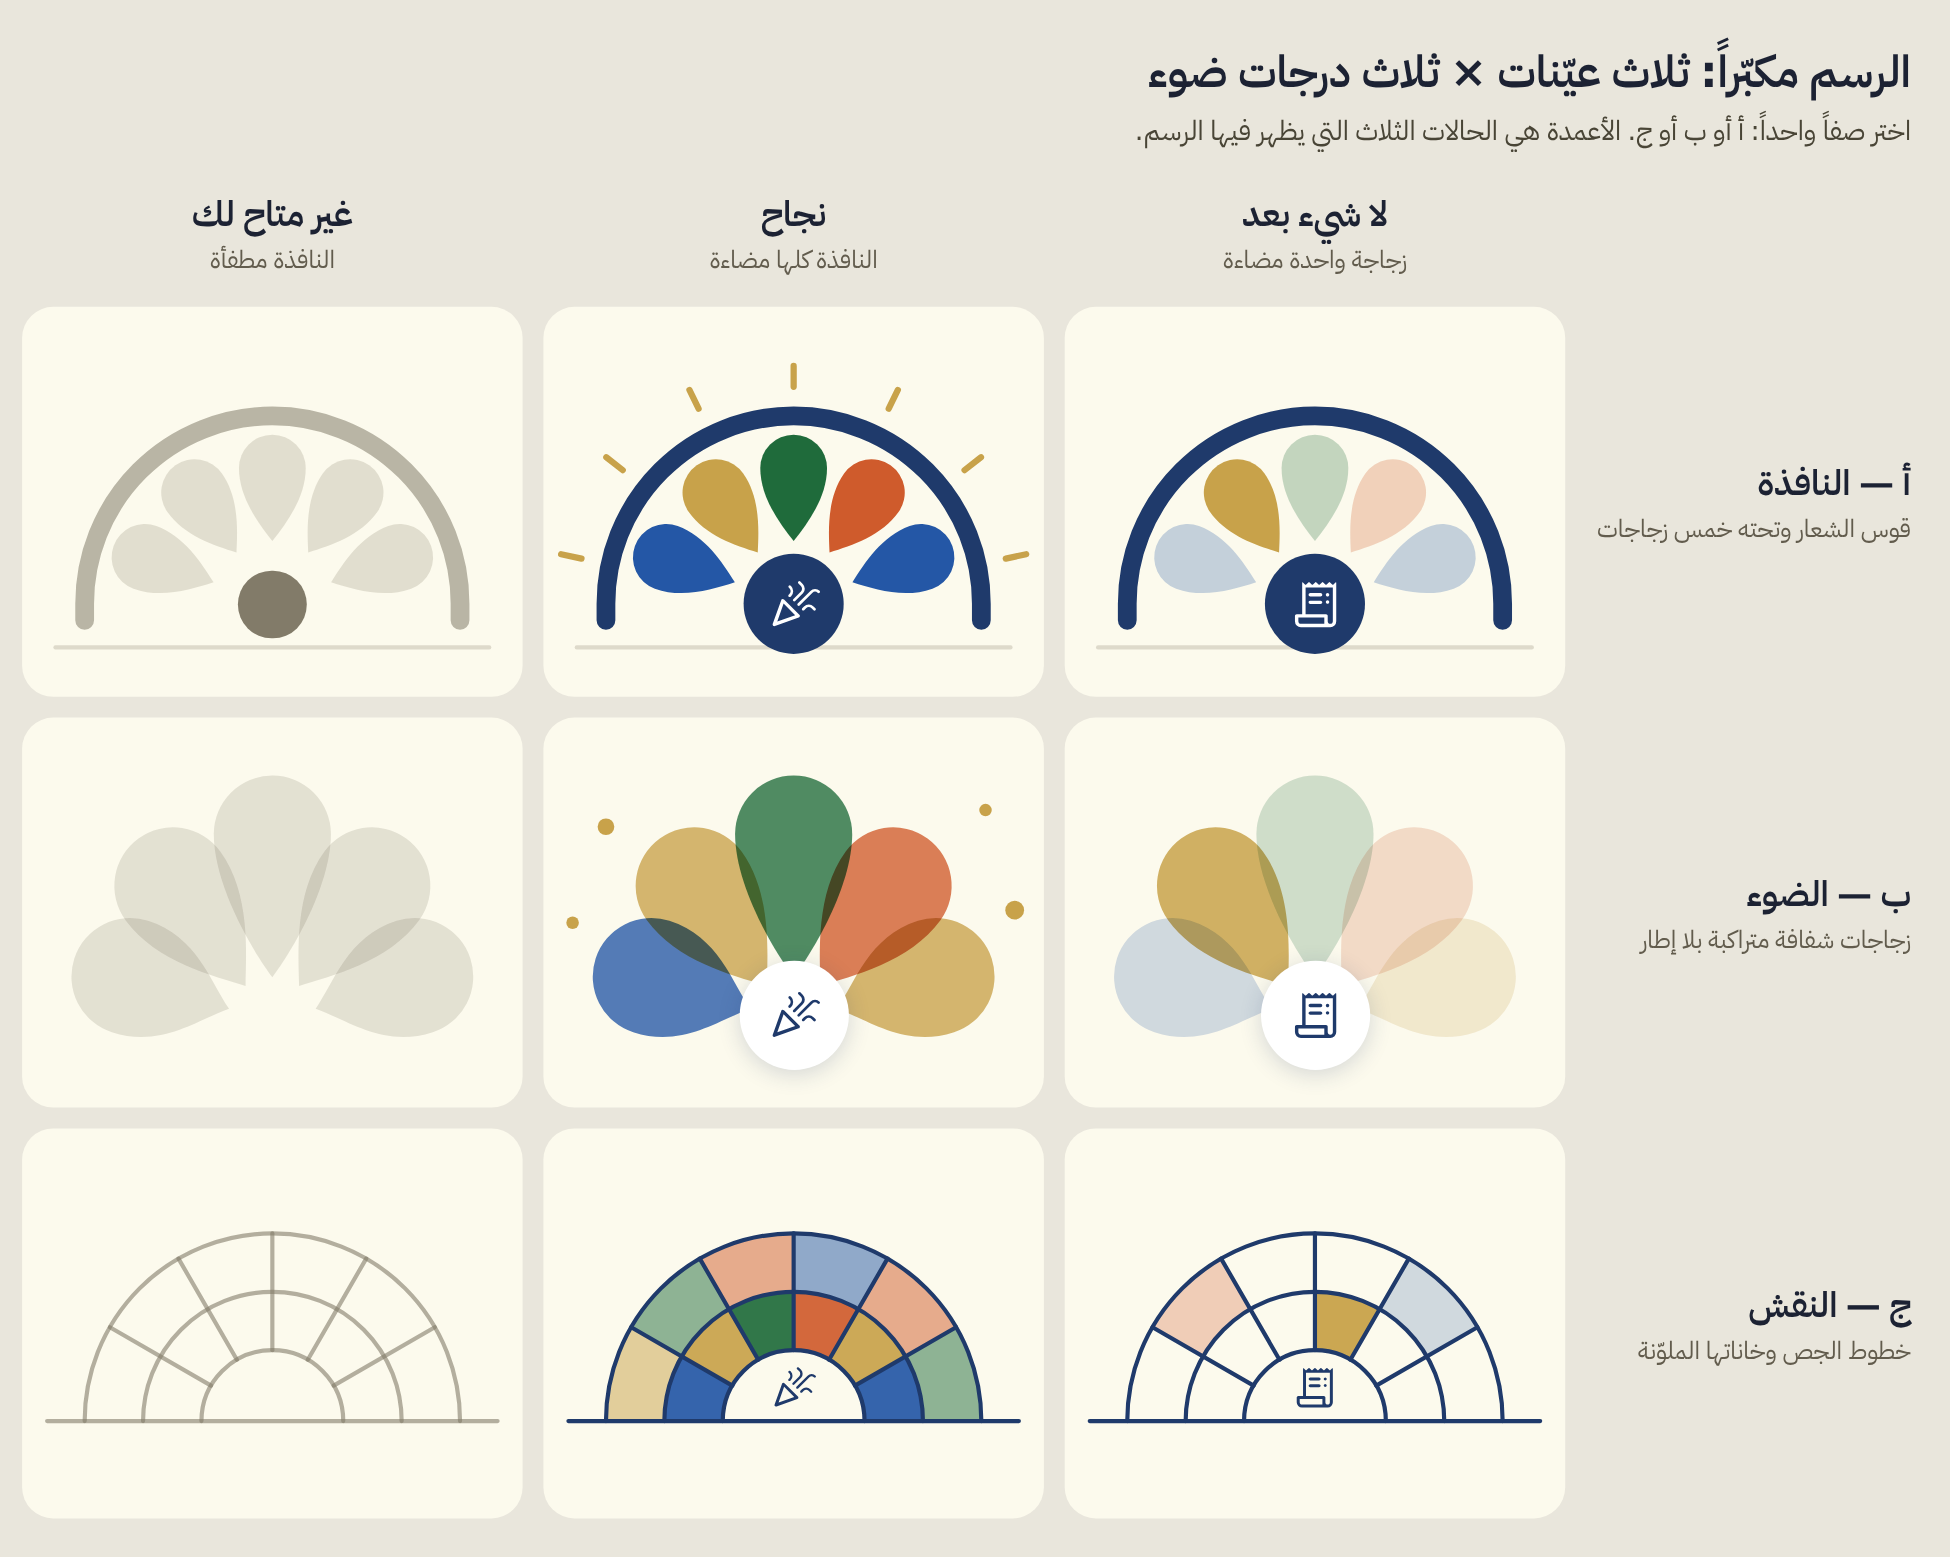 الرسم مكبّراً: ثلاث عيّنات × ثلاث درجات ضوء
اختر صفاً واحداً: أ أو ب أو ج. الأعمدة هي الحالات الثلاث التي يظهر فيها الرسم.
لا شيء بعد
زجاجة واحدة مضاءة
نجاح
النافذة كلها مضاءة
غير متاح لك
النافذة مطفأة
أ — النافذة
قوس الشعار وتحته خمس زجاجات
ب — الضوء
زجاجات شفافة متراكبة بلا إطار
ج — النقش
خطوط الجص وخاناتها الملوّنة